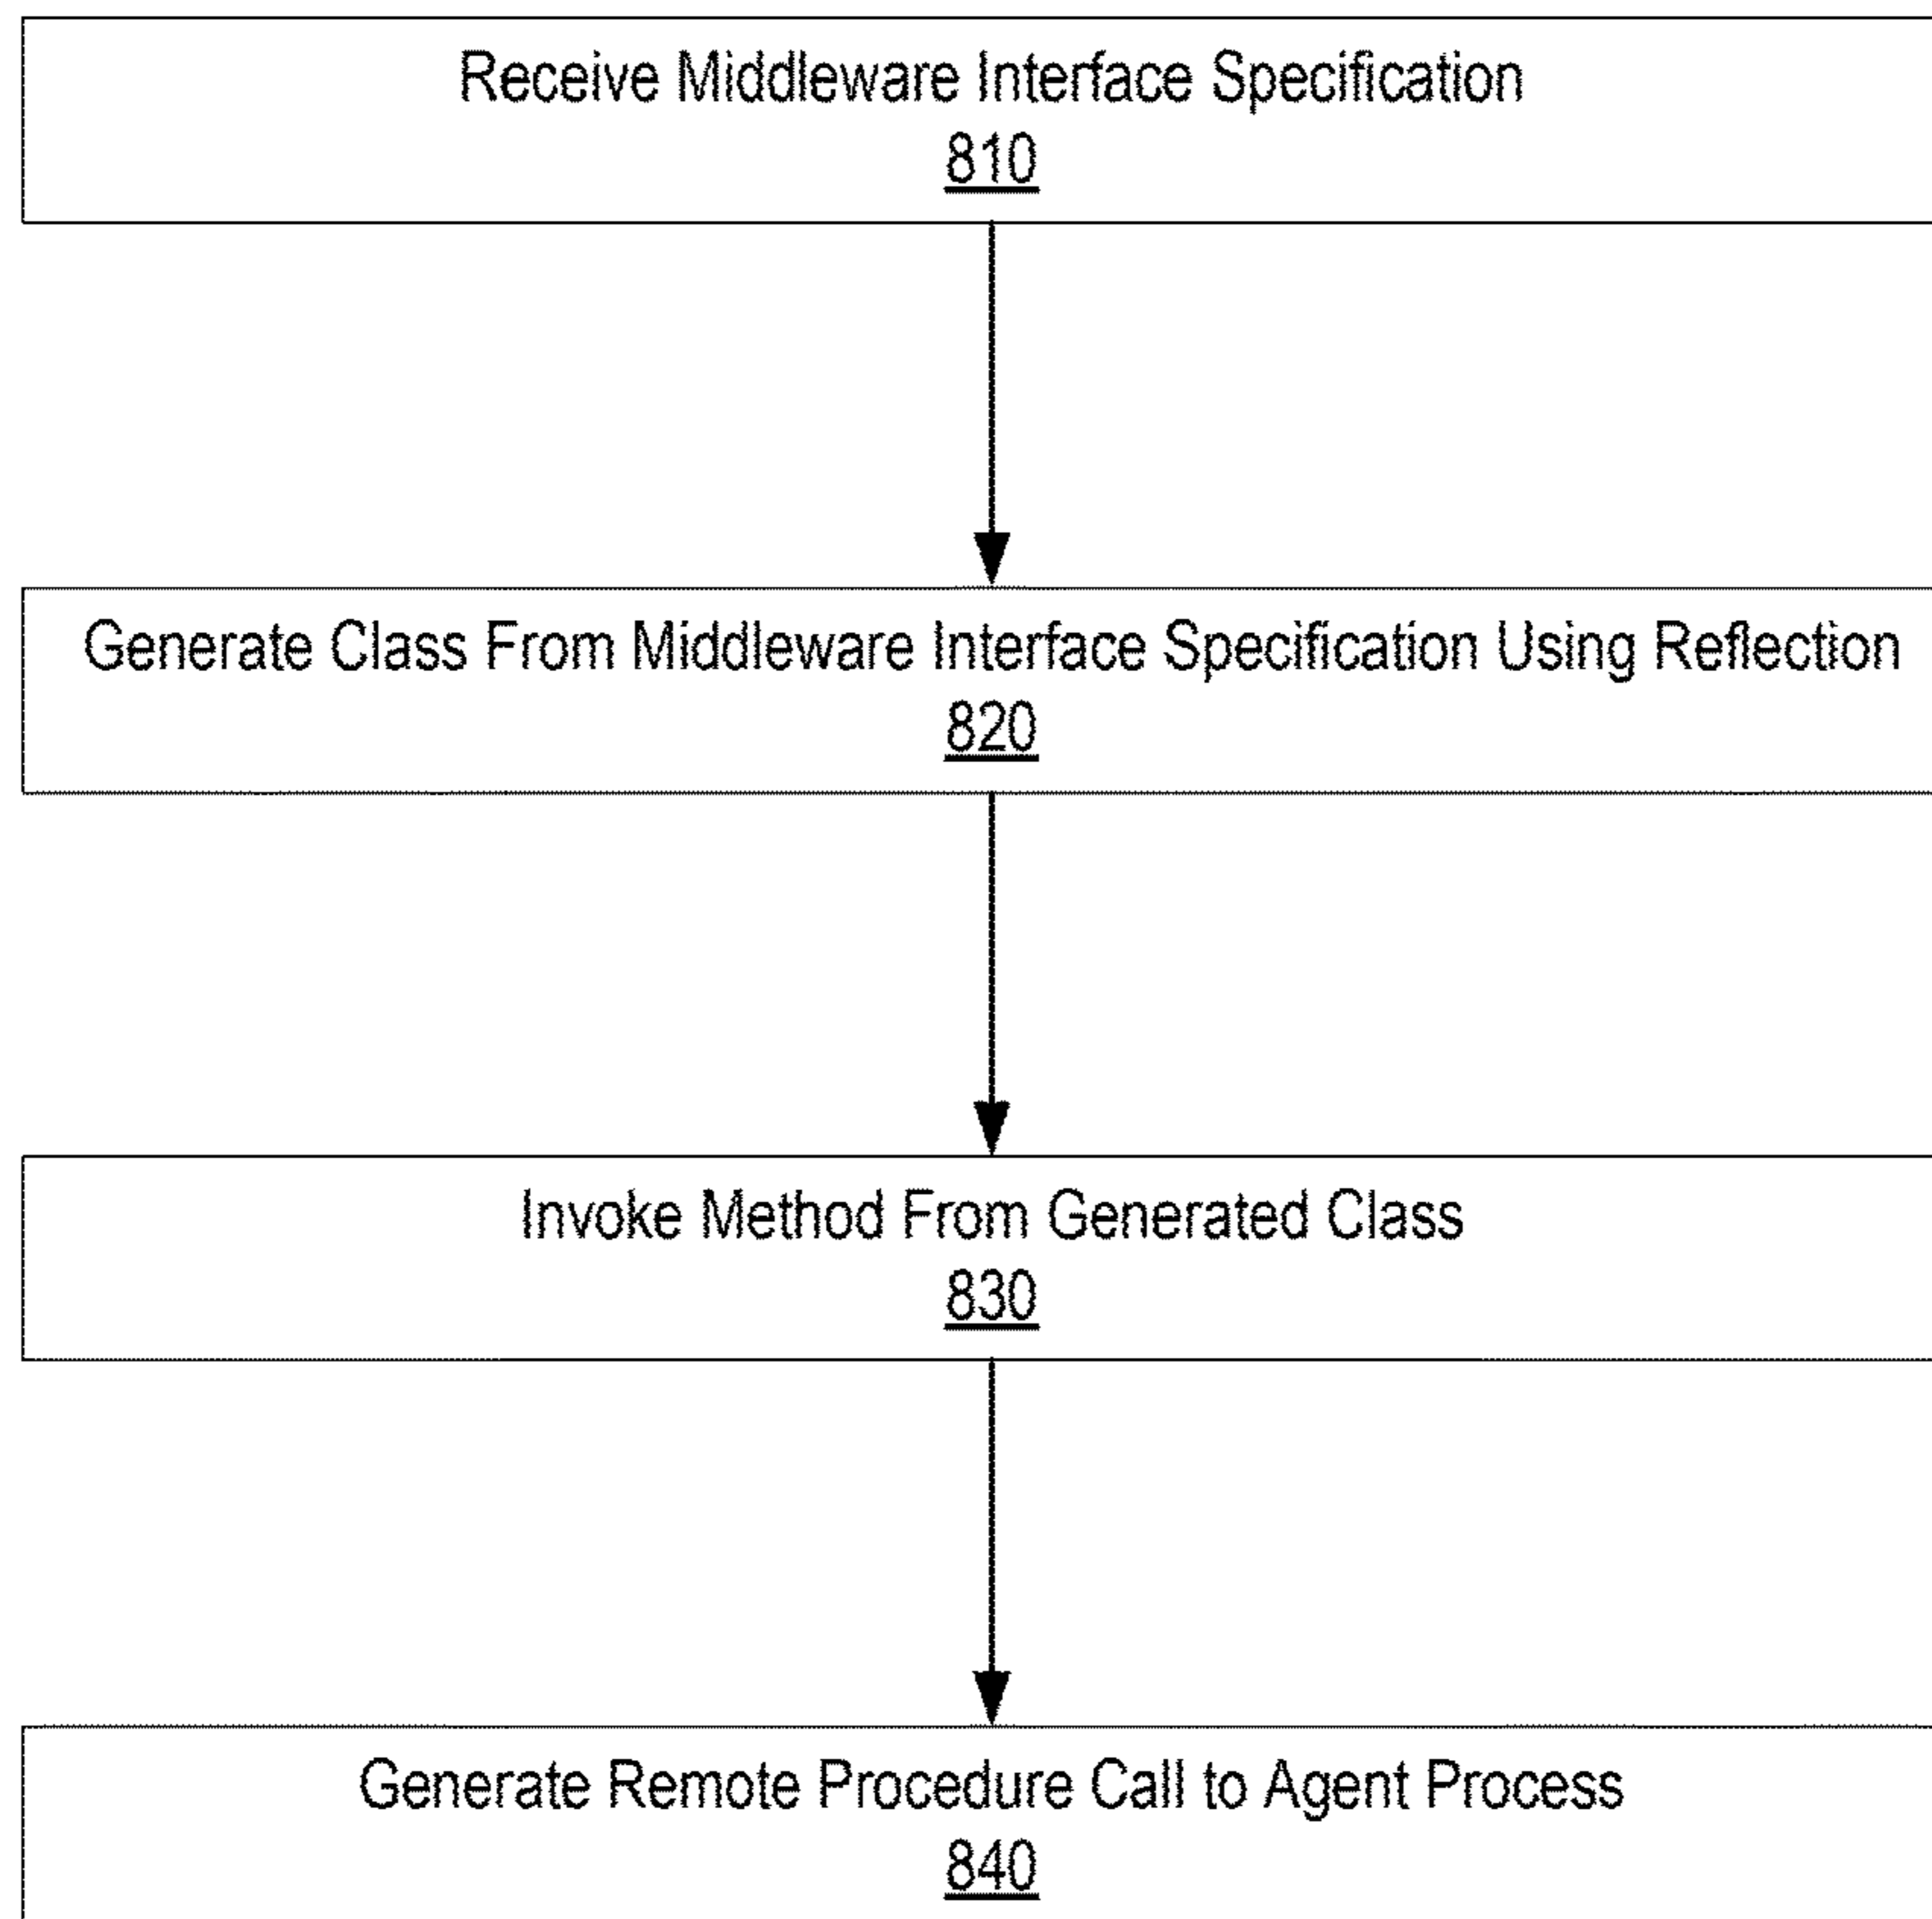 Receive Middleware Interface Specification
810
Generate Class From Middleware Interface Specification Using Reflection
820
Invoke Method From Generated Class
830
Generate Remote Procedure Call to Agent Process
840